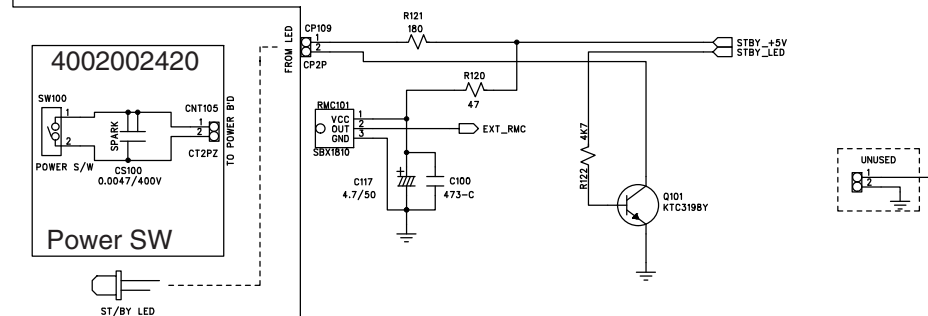 4002002420
SW100
1
2
POWER S/W
SPARK
CS100
0.0047/400V
CNT105
1
2
CT2PZ
TO POWER B'D
Power SW
ST/BY LED
FROM LED
CP109
1
2
CP2P
R121
180
R120
47
RMC101
VCC
OUT
GND
1
2
3
SBX1810
EXT_RMC
C117
4.7/50
C100
473-C
STBY_+5V
STBY_LED
4K7
R122
Q101
KTC3198Y
UNUSED
1
2